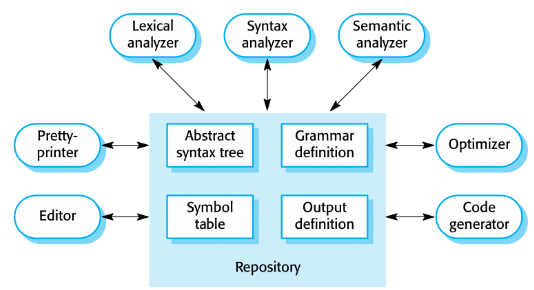 Lexical
analyzer
Syntax
analyzer
Semantic
analyzer
Pretty-
printer
Abstract
syntax tree
Grammar
definition
Optimizer
Editor
Symbol
table
Output
definition
Code
generator
Repository